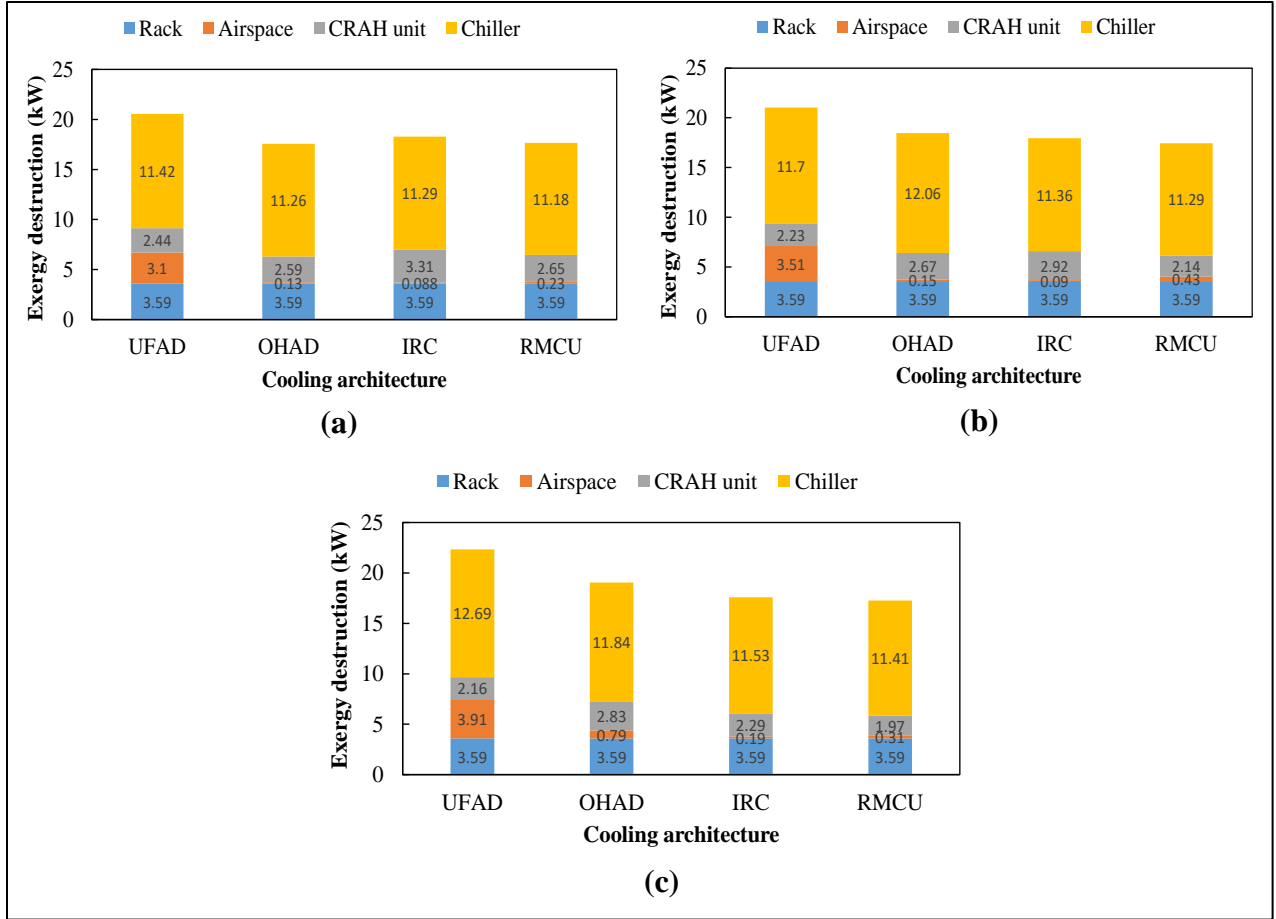 Rack Airspace CRAH unit Chiller
Exergy destruction (kW)
25
20
15
10
5
0
11.42 11.26 11.29 11.18
2.44 2.59 3.31 2.65
3.1 0.13 0.088 0.23
3.59 3.59 3.59 3.59
UFAD OHAD IRC RMCU
Cooling architecture
(a)
Rack Airspace CRAH unit Chiller
Exergy destruction (kW)
25
20
15
10
5
0
11.7 12.06 11.36 11.29
2.23 2.67 2.92 2.14
3.51 0.15 0.09 0.43
3.59 3.59 3.59 3.59
UFAD OHAD IRC RMCU
Cooling architecture
(b)
Rack Airspace CRAH unit Chiller
Exergy destruction (kW)
25
20
15
10
5
0
12.69 11.84 11.53 11.41
2.16 2.83 2.29 1.97
3.91 0.79 0.19 0.31
3.59 3.59 3.59 3.59
UFAD OHAD IRC RMCU
Cooling architecture
(c)